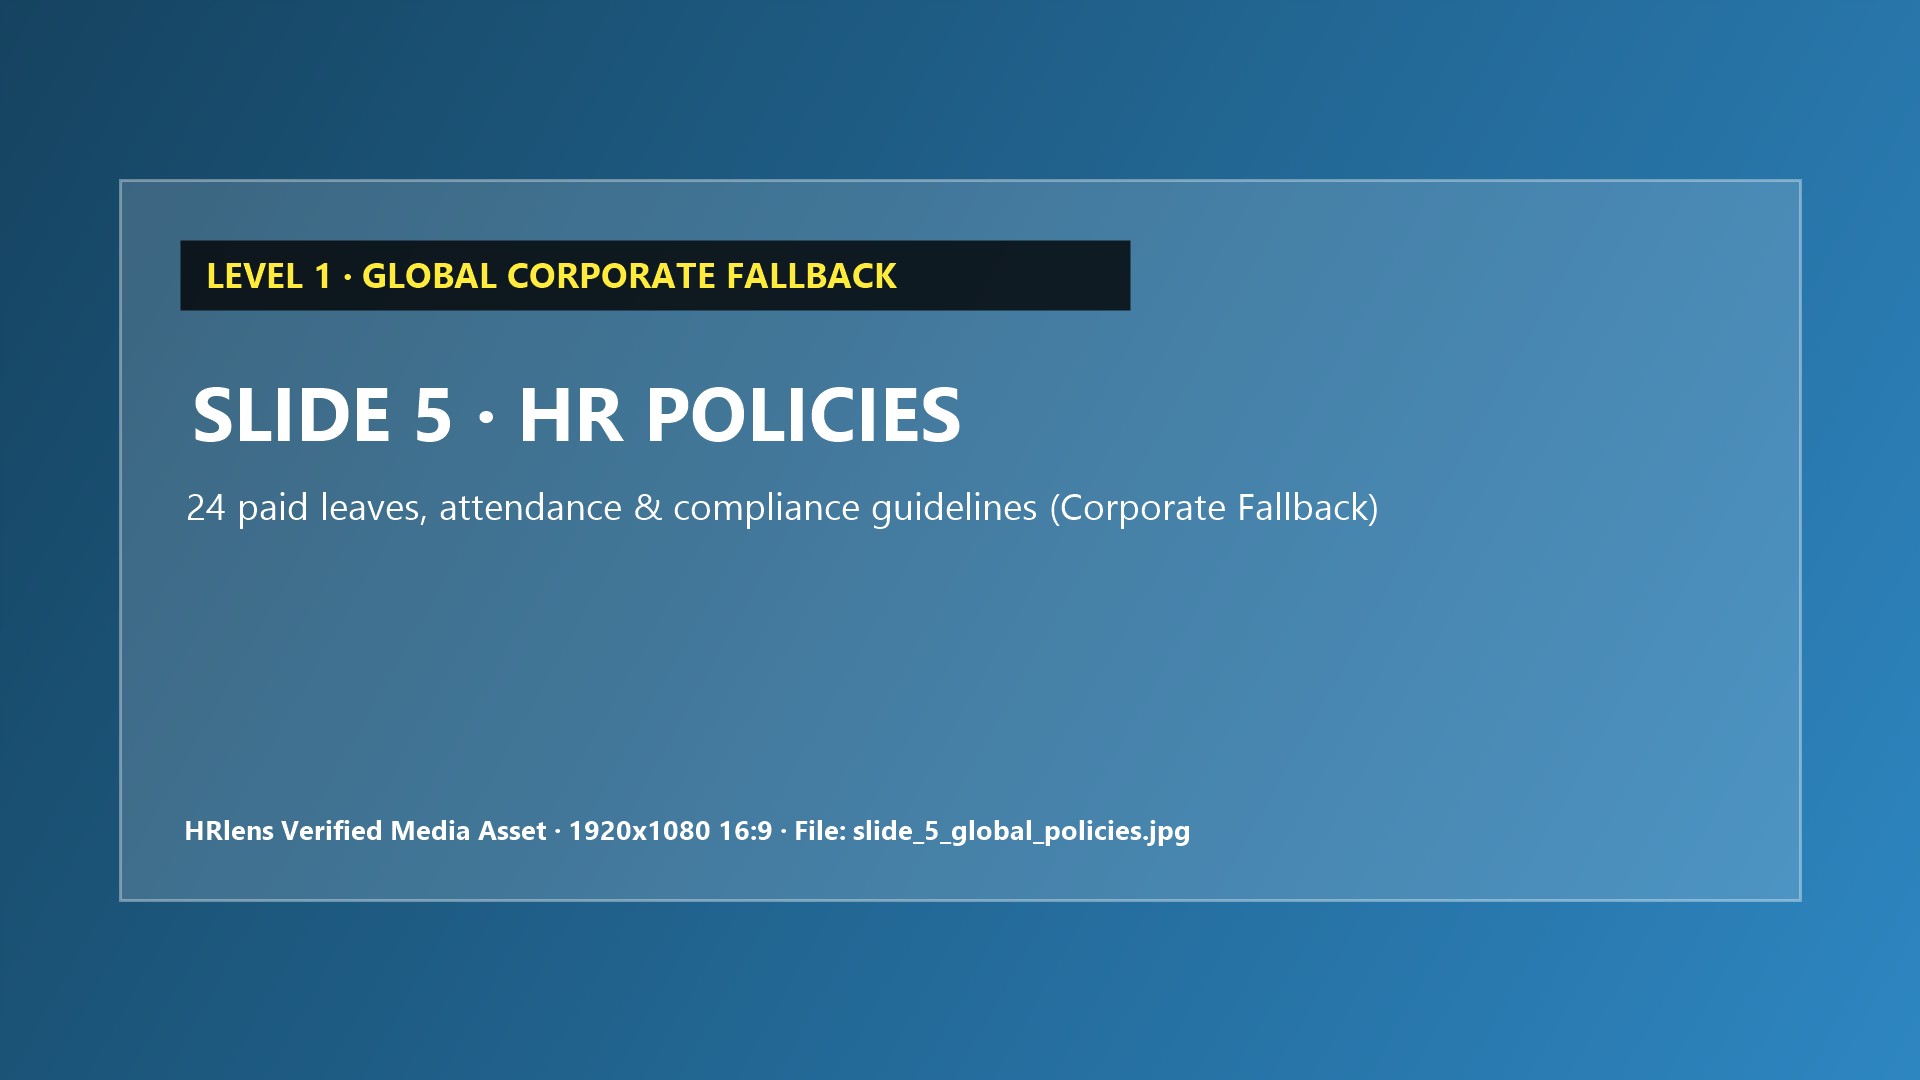 LEVEL 1 · GLOBAL CORPORATE FALLBACK
SLIDE 5 · HR POLICIES
24 paid leaves, attendance & compliance guidelines (Corporate Fallback)
HRlens Verified Media Asset · 1920x1080 16:9 · File: slide_5_global_policies.jpg